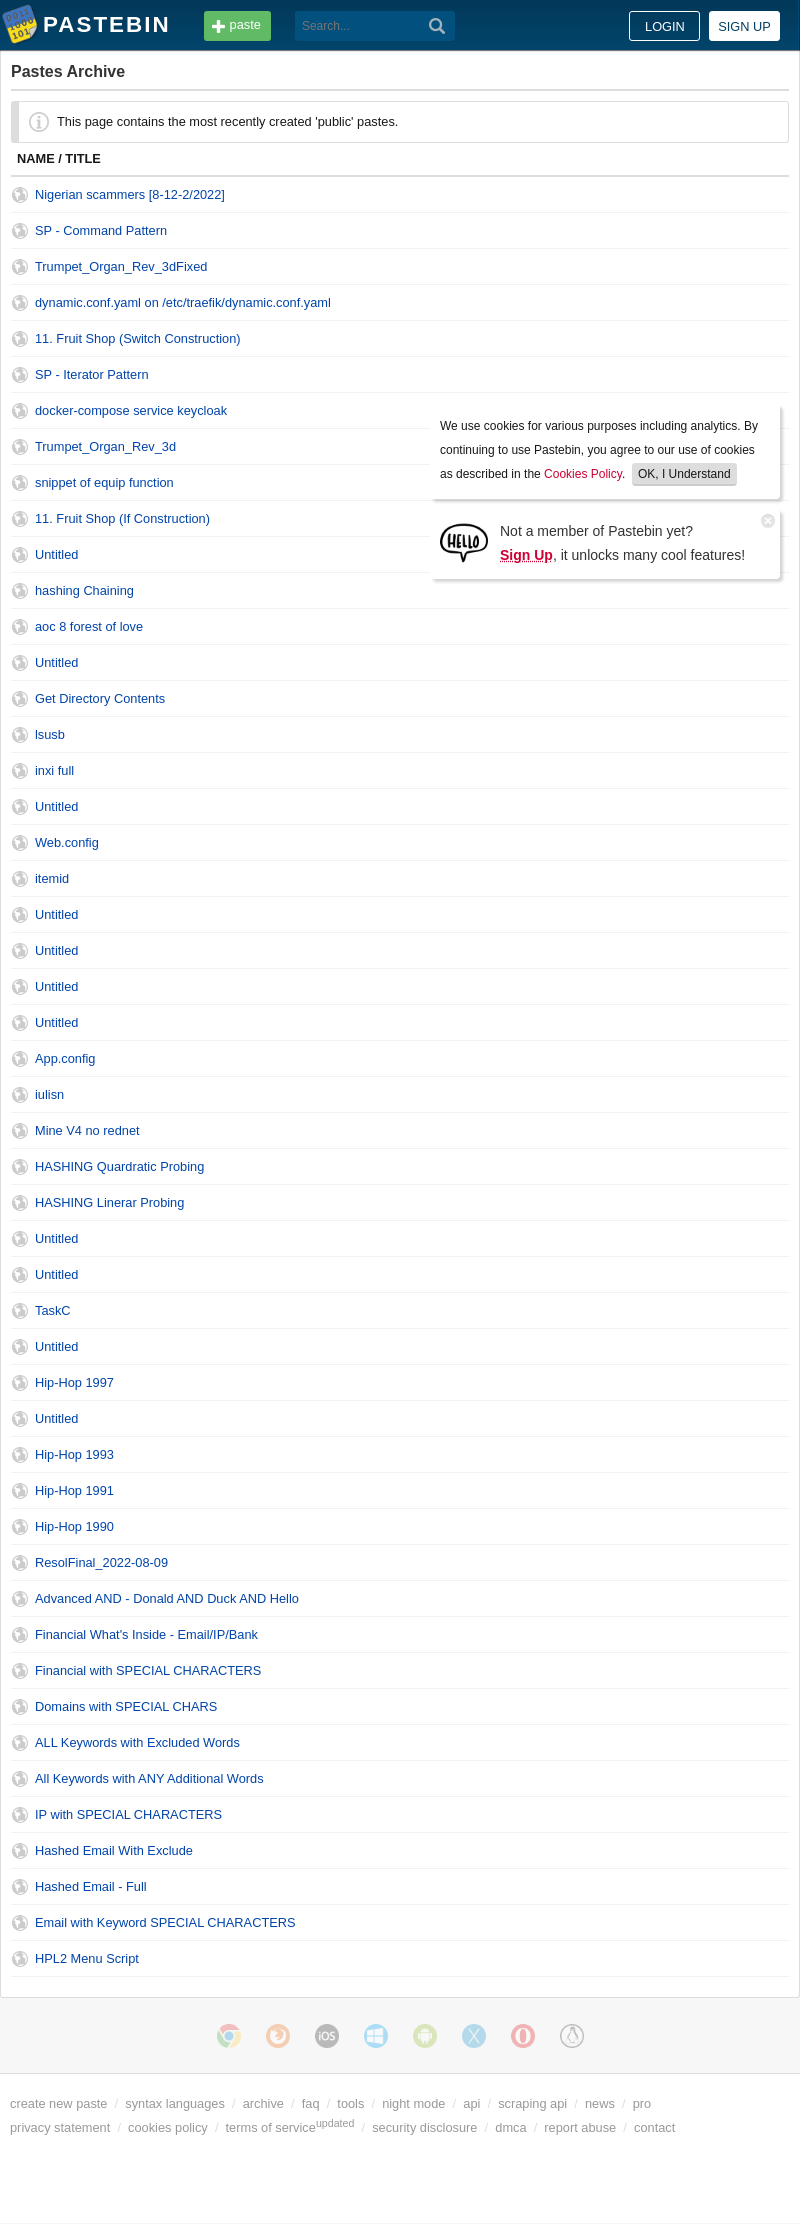 PASTEBIN paste Search... LOGIN SIGN UP
Pastes Archive
This page contains the most recently created 'public' pastes.
NAME / TITLE
Nigerian scammers [8-12-2/2022]
SP - Command Pattern
Trumpet_Organ_Rev_3dFixed
dynamic.conf.yaml on /etc/traefik/dynamic.conf.yaml
11. Fruit Shop (Switch Construction)
SP - Iterator Pattern
docker-compose service keycloak
Trumpet_Organ_Rev_3d
snippet of equip function
11. Fruit Shop (If Construction)
Untitled
We use cookies for various purposes including analytics. By
continuing to use Pastebin, you agree to our use of cookies
as described in the Cookies Policy. OK, I Understand
HELLO
Not a member of Pastebin yet?
Sign Up, it unlocks many cool features!
hashing Chaining
aoc 8 forest of love
Untitled
Get Directory Contents
lsusb
inxi full
Untitled
Web.config
itemid
Untitled
Untitled
Untitled
Untitled
App.config
iulisn
Mine V4 no rednet
HASHING Quardratic Probing
HASHING Linerar Probing
Untitled
Untitled
TaskC
Untitled
Hip-Hop 1997
Untitled
Hip-Hop 1993
Hip-Hop 1991
Hip-Hop 1990
ResolFinal_2022-08-09
Advanced AND - Donald AND Duck AND Hello
Financial What's Inside - Email/IP/Bank
Financial with SPECIAL CHARACTERS
Domains with SPECIAL CHARS
ALL Keywords with Excluded Words
All Keywords with ANY Additional Words
IP with SPECIAL CHARACTERS
Hashed Email With Exclude
Hashed Email - Full
Email with Keyword SPECIAL CHARACTERS
HPL2 Menu Script
iOS
create new paste / syntax languages / archive / faq / tools / night mode / api / scraping api / news / pro
privacy statement / cookies policy / terms of service updated / security disclosure / dmca / report abuse / contact